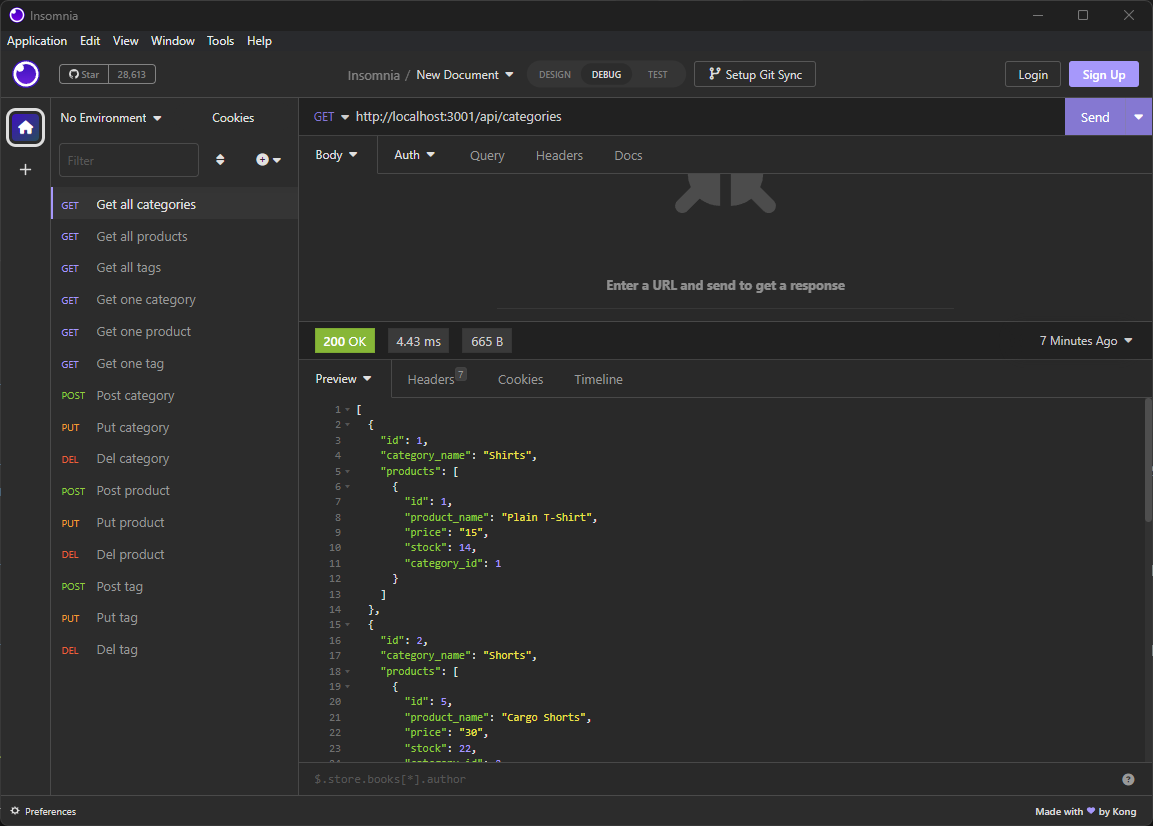 Insomnia
Application Edit View Window Tools Help
Star 28,613
Insomnia / New Document
DESIGN DEBUG TEST
Setup Git Sync
Login Sign Up
No Environment Cookies
Filter
GET Get all categories
GET Get all products
GET Get all tags
GET Get one category
GET Get one product
GET Get one tag
POST Post category
PUT Put category
DEL Del category
POST Post product
PUT Put product
DEL Del product
POST Post tag
PUT Put tag
DEL Del tag
GET http://localhost:3001/api/categories Send
Body Auth Query Headers Docs
Enter a URL and send to get a response
200 OK 4.43 ms 665 B 7 Minutes Ago
Preview Headers 7 Cookies Timeline
1 [
2 {
3 "id": 1,
4 "category_name": "Shirts",
5 "products": [
6 {
7 "id": 1,
8 "product_name": "Plain T-Shirt",
9 "price": "15",
10 "stock": 14,
11 "category_id": 1
12 }
13 ]
14 },
15 {
16 "id": 2,
17 "category_name": "Shorts",
18 "products": [
19 {
20 "id": 5,
21 "product_name": "Cargo Shorts",
22 "price": "30",
23 "stock": 22,
$.store.books[*].author
Preferences Made with by Kong